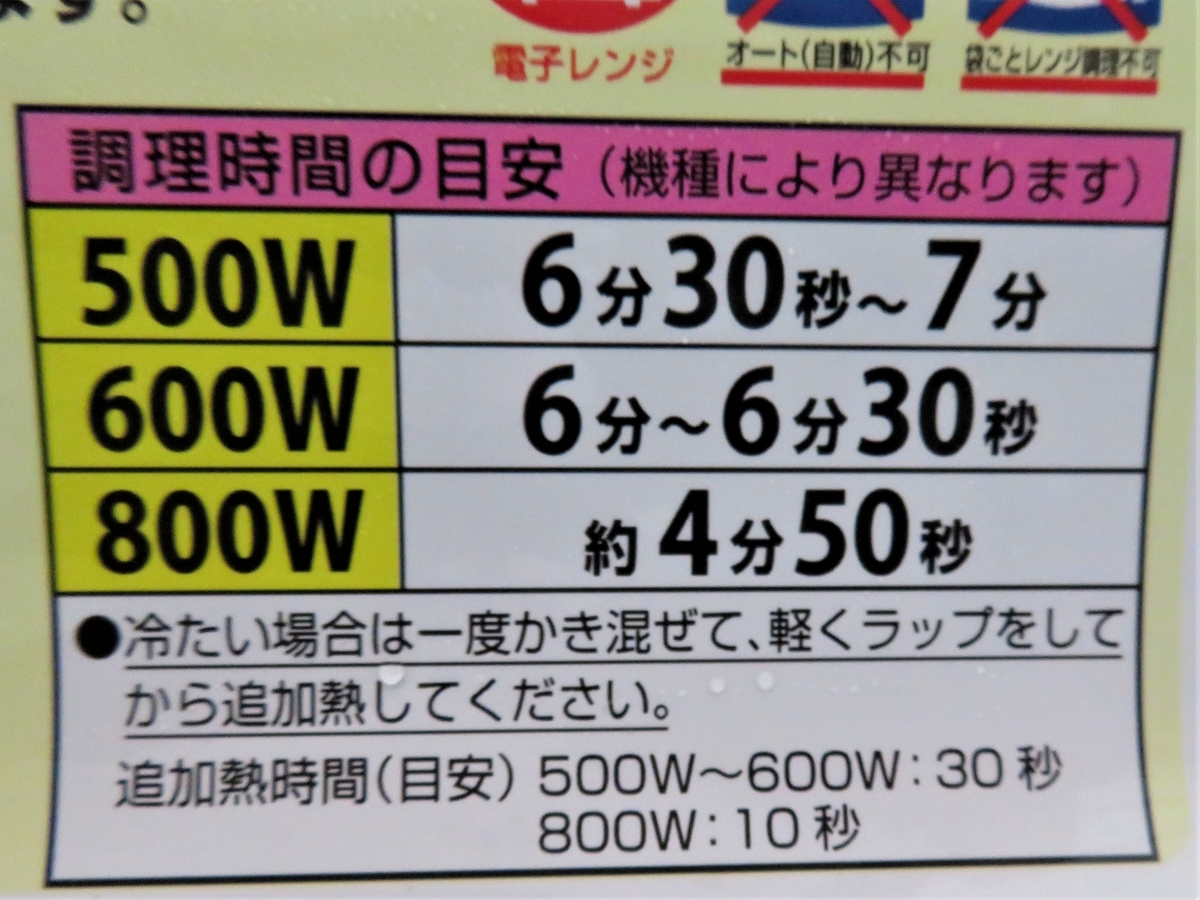 ます。
電子レンジ
オート(自動)不可
袋ごとレンジ調理不可
調理時間の目安(機種により異なります)
500W 6分30秒～7分
600W 6分～6分30秒
800W 約4分50秒
●冷たい場合は一度かき混ぜて、軽くラップをして
から追加熱してください。
追加熱時間(目安) 500W～600W:30秒
800W:10秒